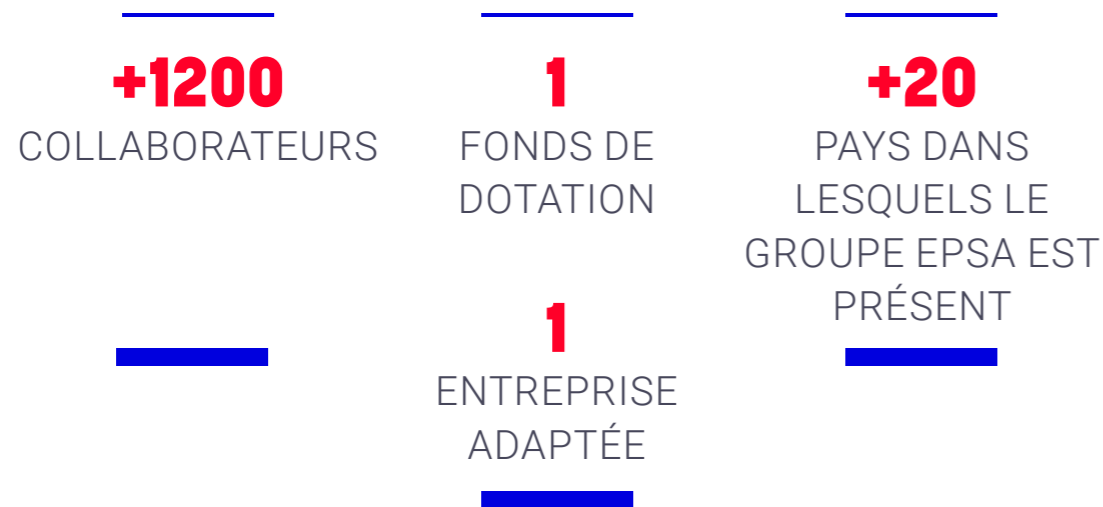 +1200
COLLABORATEURS
1
FONDS DE
DOTATION
1
ENTREPRISE
ADAPTÉE
+20
PAYS DANS
LESQUELS LE
GROUPE EPSA EST
PRÉSENT